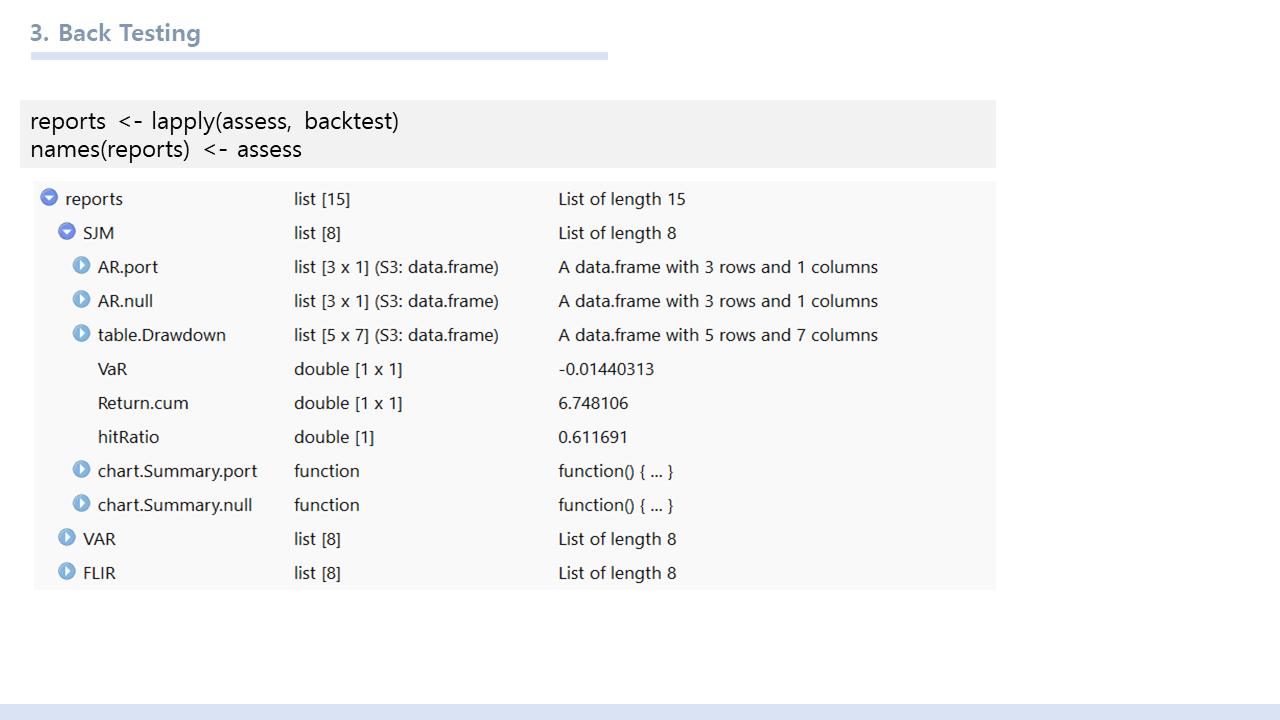 3. Back Testing
reports <- lapply(assess, backtest)
names(reports) <- assess
reports list [15] List of length 15
SJM list [8] List of length 8
AR.port list [3 x 1] (S3: data.frame) A data.frame with 3 rows and 1 columns
AR.null list [3 x 1] (S3: data.frame) A data.frame with 3 rows and 1 columns
table.Drawdown list [5 x 7] (S3: data.frame) A data.frame with 5 rows and 7 columns
VaR double [1 x 1] -0.01440313
Return.cum double [1 x 1] 6.748106
hitRatio double [1] 0.611691
chart.Summary.port function function() { ... }
chart.Summary.null function function() { ... }
VAR list [8] List of length 8
FLIR list [8] List of length 8